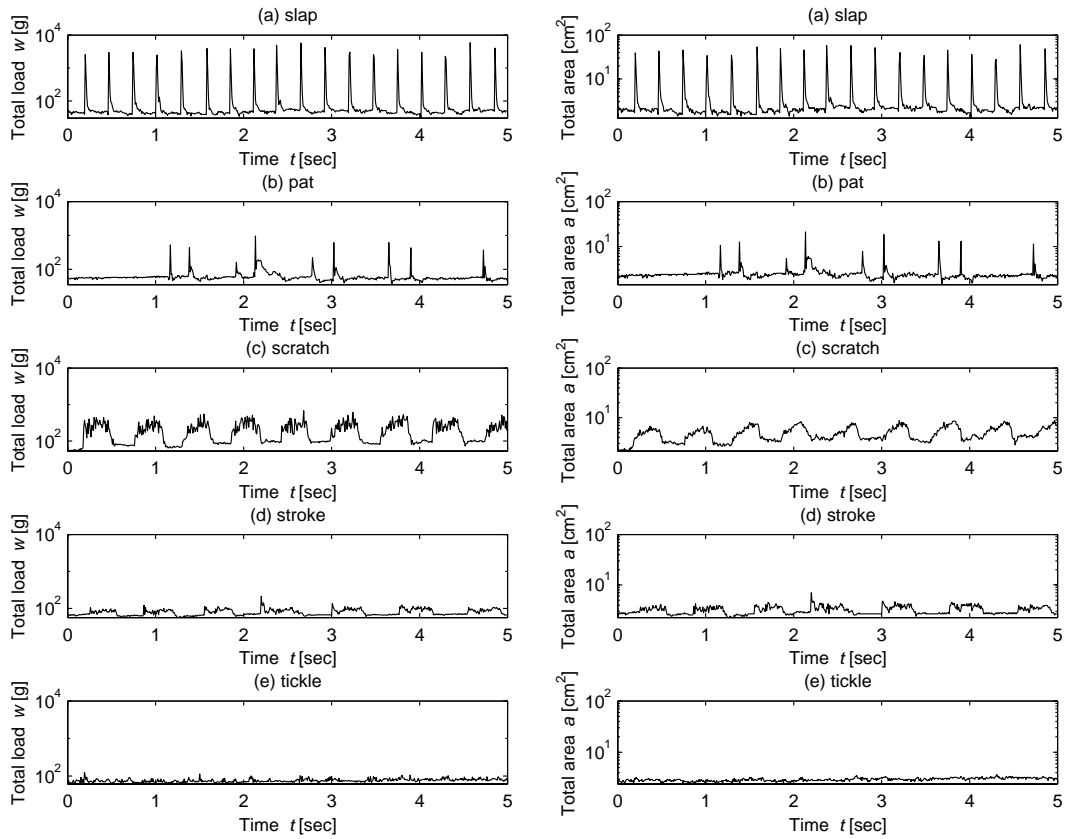 (a) slap
Total load w [g]
10^4
10^2
0 1 2 3 4 5
Time t [sec]
(b) pat
Total load w [g]
10^4
10^2
0 1 2 3 4 5
Time t [sec]
(c) scratch
Total load w [g]
10^4
10^2
0 1 2 3 4 5
Time t [sec]
(d) stroke
Total load w [g]
10^4
10^2
0 1 2 3 4 5
Time t [sec]
(e) tickle
Total load w [g]
10^4
10^2
0 1 2 3 4 5
Time t [sec]
(a) slap
Total area [cm^2]
10^2
10^1
0 1 2 3 4 5
Time t [sec]
(b) pat
Total area a [cm^2]
10^2
10^1
0 1 2 3 4 5
Time t [sec]
(c) scratch
Total area a [cm^2]
10^2
10^1
0 1 2 3 4 5
Time t [sec]
(d) stroke
Total area a [cm^2]
10^2
10^1
0 1 2 3 4 5
Time t [sec]
(e) tickle
Total area a [cm^2]
10^2
10^1
0 1 2 3 4 5
Time t [sec]